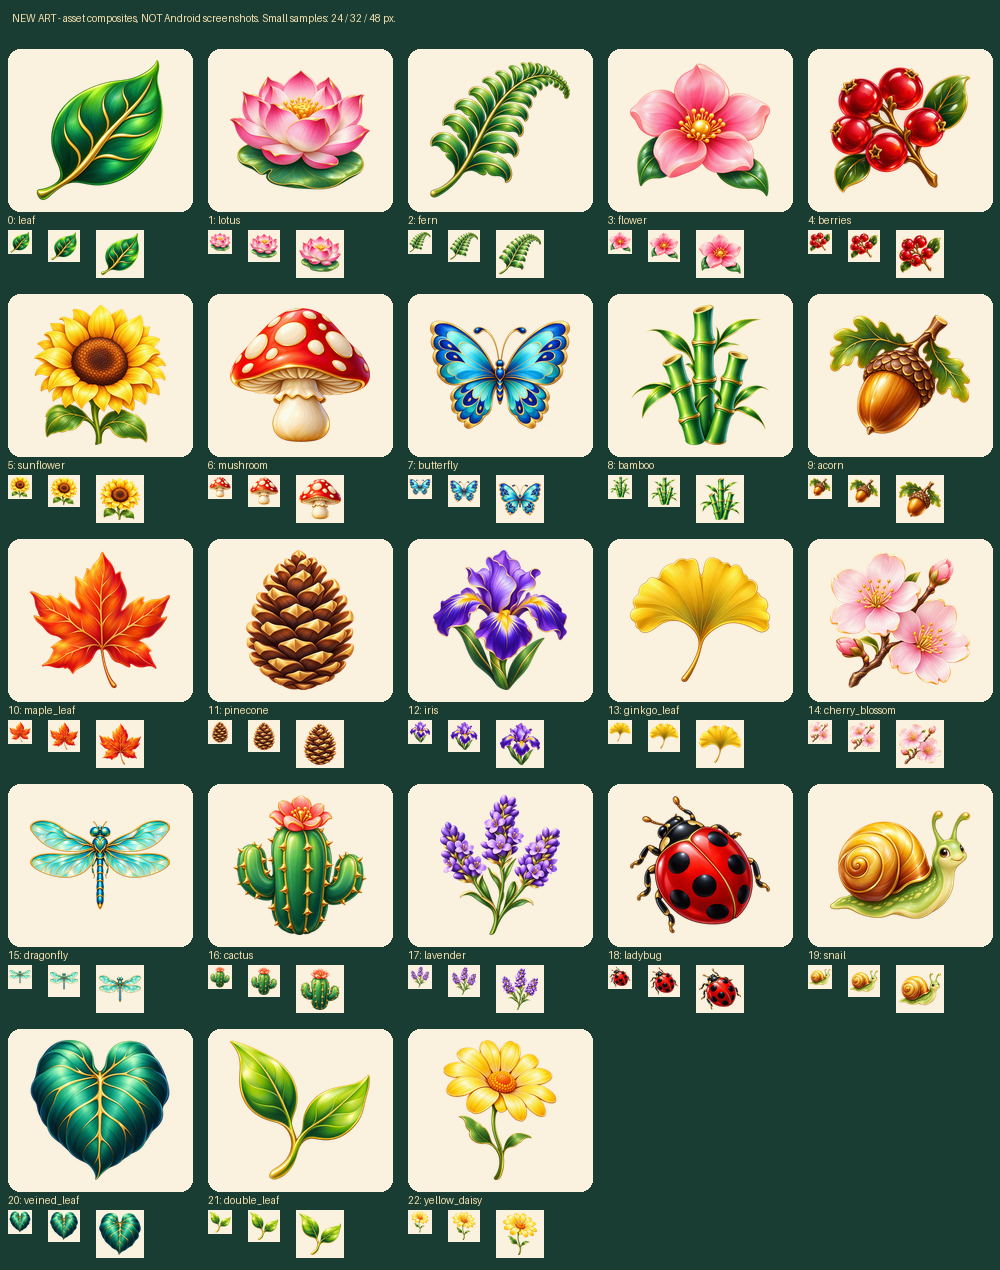 NEW ART - asset composites, NOT Android screenshots. Small samples: 24 / 32 / 48 px.
0: leaf
1: lotus
2: fern
3: flower
4: berries
5: sunflower
6: mushroom
7: butterfly
8: bamboo
9: acorn
10: maple_leaf
11: pinecone
12: iris
13: ginkgo_leaf
14: cherry_blossom
15: dragonfly
16: cactus
17: lavender
18: ladybug
19: snail
20: veined_leaf
21: double_leaf
22: yellow_daisy